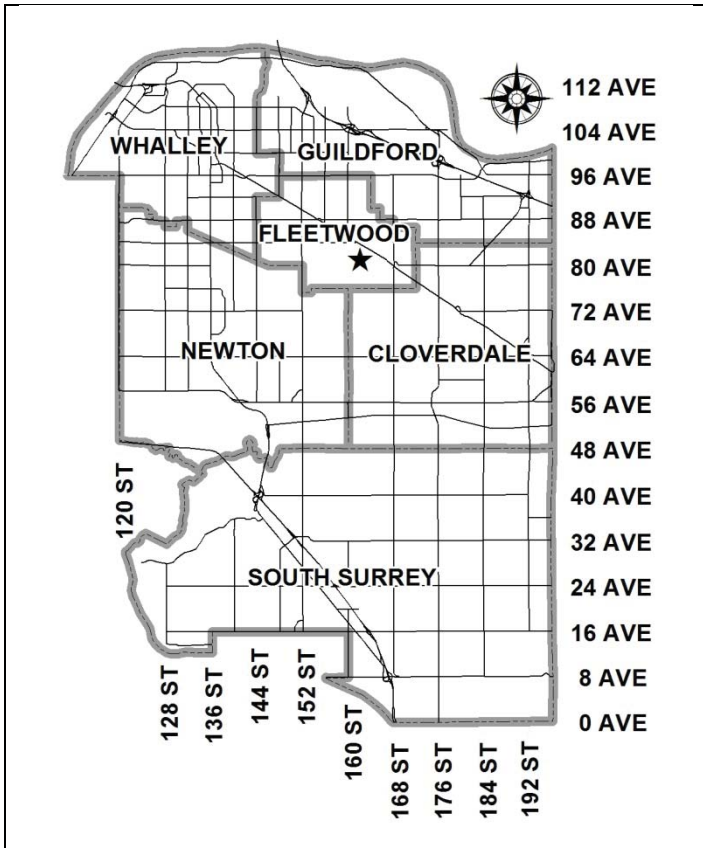 112 AVE
104 AVE
WHALLEY
GUILDFORD
96 AVE
88 AVE
FLEETWOOD
80 AVE
72 AVE
NEWTON
CLOVERDALE
64 AVE
56 AVE
48 AVE
120 ST
40 AVE
32 AVE
SOUTH SURREY
24 AVE
16 AVE
128 ST
136 ST
144 ST
152 ST
8 AVE
160 ST
0 AVE
168 ST
176 ST
184 ST
192 ST